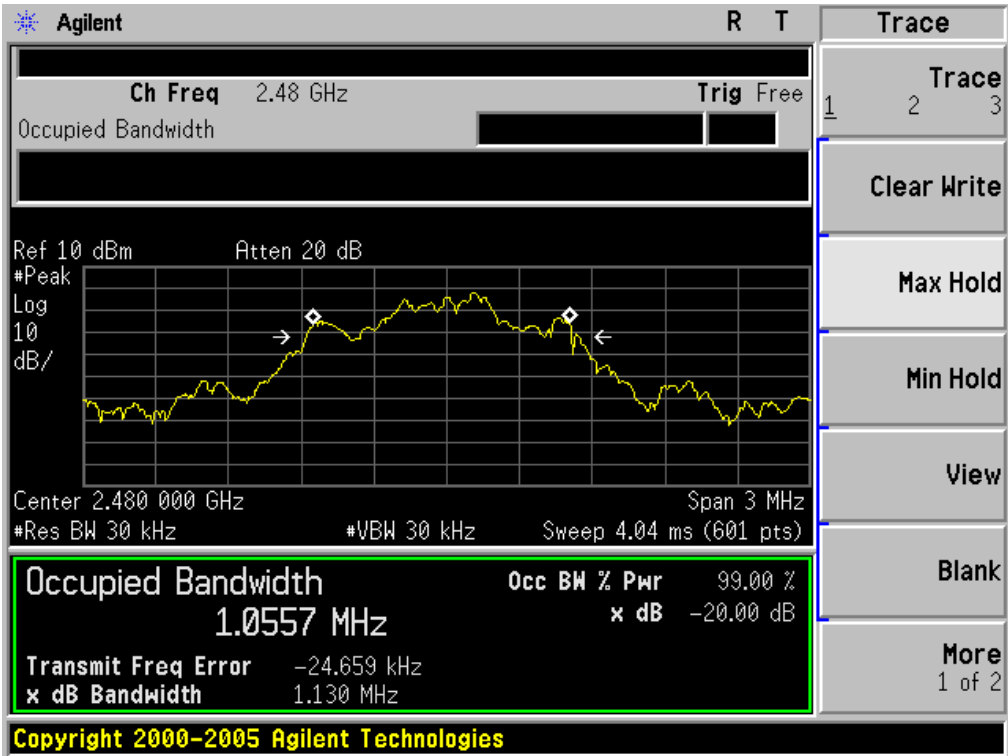 Agilent R T
Ch Freq 2.48 GHz Trig Free
Occupied Bandwidth
Ref 10 dBm Atten 20 dB
#Peak
Log
10
dB/
Center 2.480 000 GHz Span 3 MHz
#Res BW 30 kHz #VBW 30 kHz Sweep 4.04 ms (601 pts)
Occupied Bandwidth
1.0557 MHz
Occ BW % Pwr 99.00 %
x dB -20.00 dB
Transmit Freq Error -24.659 kHz
x dB Bandwidth 1.130 MHz
Copyright 2000-2005 Agilent Technologies
Trace
Trace
1 2 3
Clear Write
Max Hold
Min Hold
View
Blank
More
1 of 2